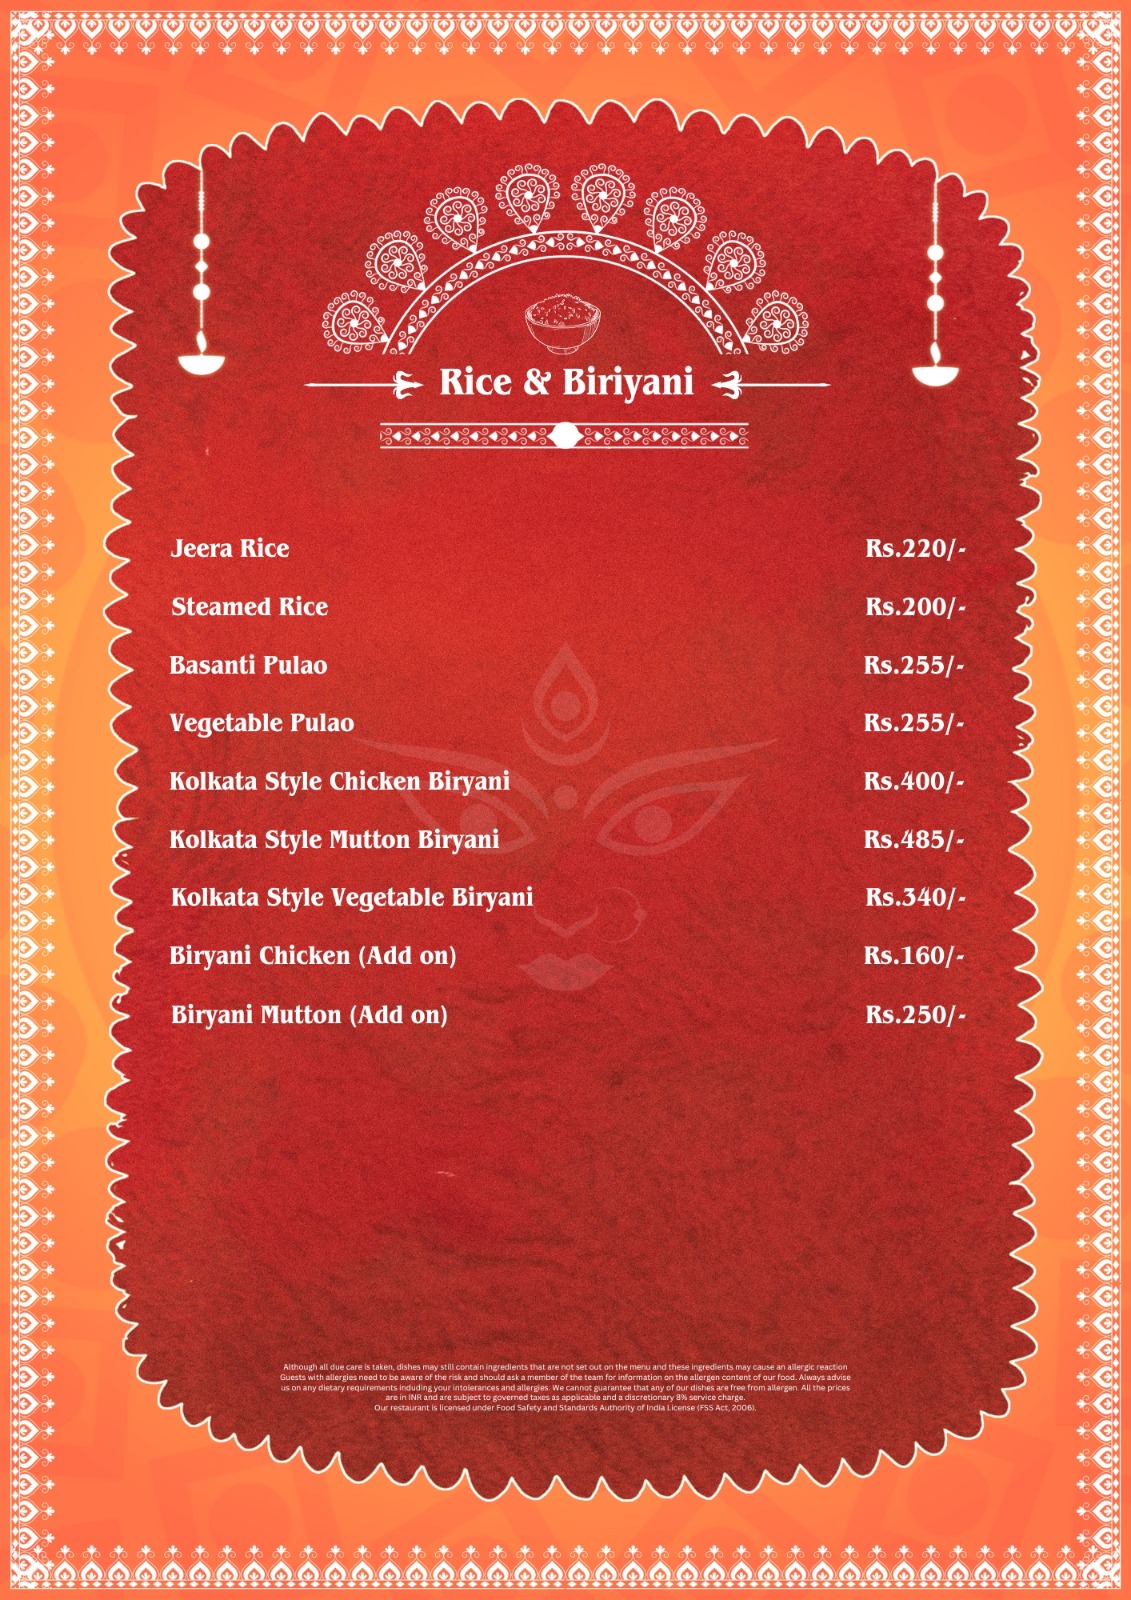 Rice & Biriyani
Jeera Rice Rs.220/-
Steamed Rice Rs.200/-
Basanti Pulao Rs.255/-
Vegetable Pulao Rs.255/-
Kolkata Style Chicken Biryani Rs.400/-
Kolkata Style Mutton Biryani Rs.485/-
Kolkata Style Vegetable Biryani Rs.340/-
Biryani Chicken (Add on) Rs.160/-
Biryani Mutton (Add on) Rs.250/-
Although all due care is taken, dishes may still contain ingredients that are not set out on the menu and these ingredients may cause an allergic reaction
Guests with allergies need to be aware of the risk and should ask a member of the team for information on the allergen content of our food. Always advise
us on any dietary requirements including your intolerances and allergies. We cannot guarantee that any of our dishes are free from allergen. All the prices
are in INR and are subject to governed taxes as applicable and a discretionary 8% service charge.
Our restaurant is licensed under Food Safety and Standards Authority of India License (FSS Act, 2006).